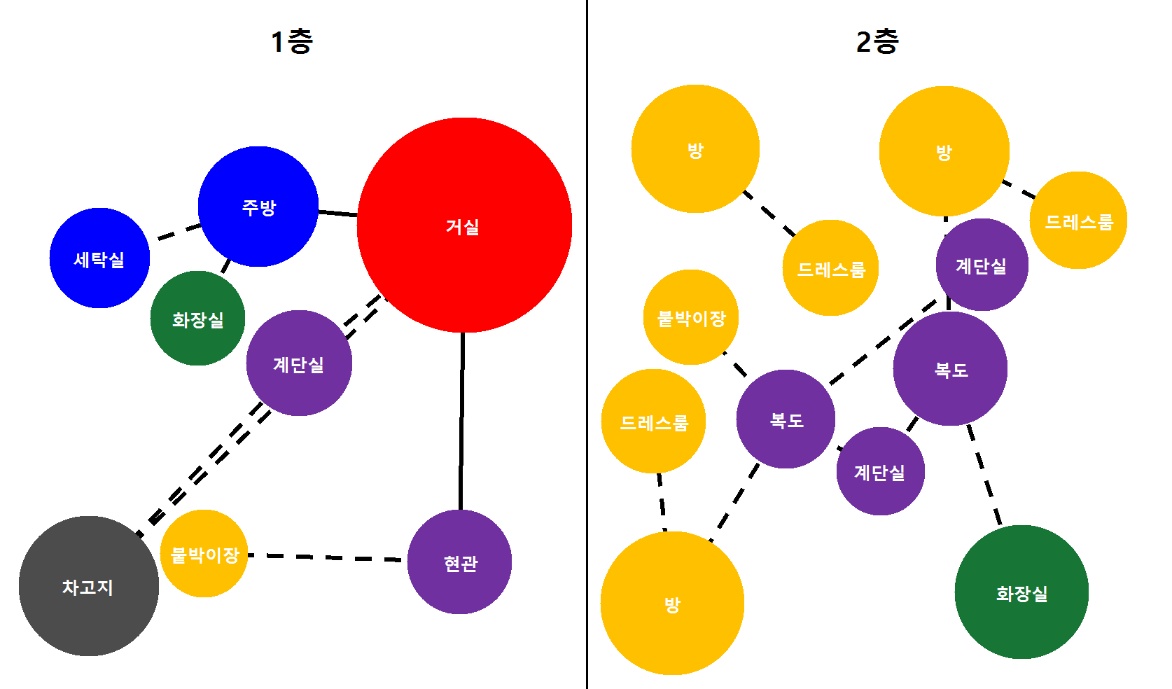 1층
주방
거실
세탁실
화장실
계단실
차고지
붙박이장
현관
2층
방
방
드레스룸
드레스룸
계단실
붙박이장
복도
드레스룸
복도
계단실
방
화장실